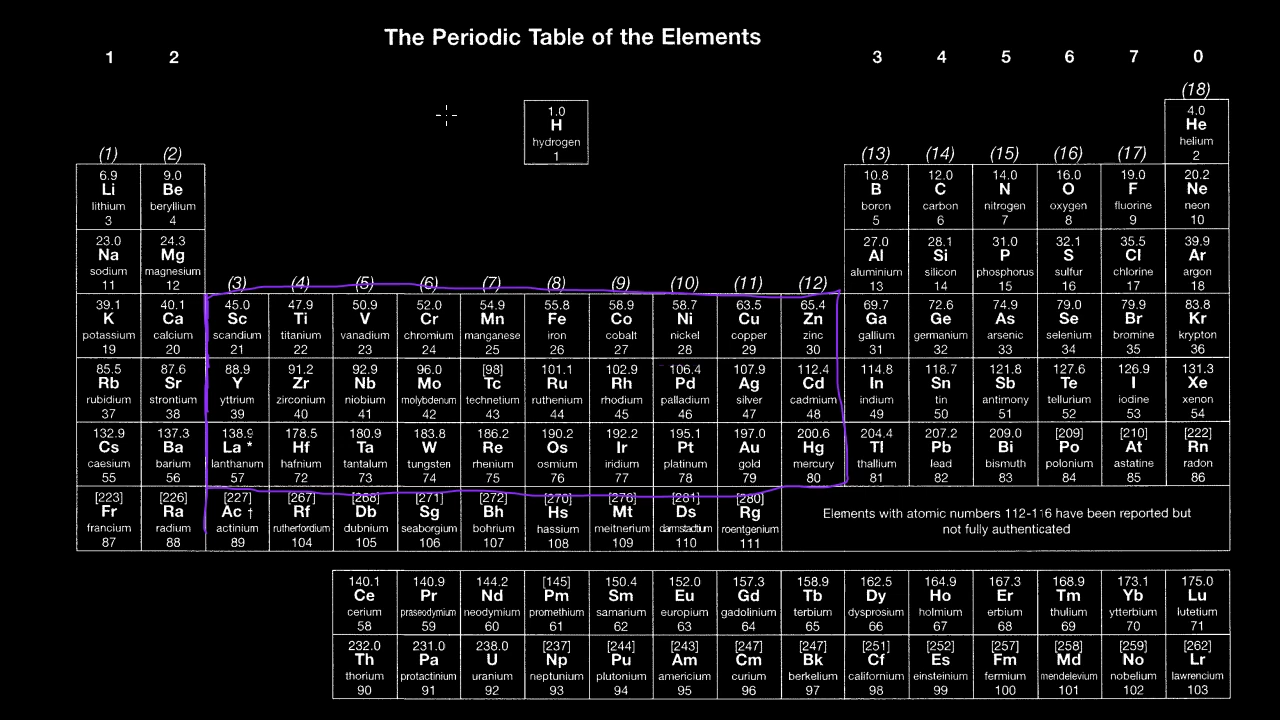 The Periodic Table of the Elements
1 2 3 4 5 6 7 0
(18)
1.0 4.0
H He
hydrogen helium
1 2
(1) (2) (13) (14) (15) (16) (17)
6.9 9.0 10.8 12.0 14.0 16.0 19.0 20.2
Li Be B C N O F Ne
lithium beryllium boron carbon nitrogen oxygen fluorine neon
3 4 5 6 7 8 9 10
23.0 24.3 27.0 28.1 31.0 32.1 35.5 39.9
Na Mg Al Si P S Cl Ar
sodium magnesium aluminium silicon phosphorus sulfur chlorine argon
11 12 13 14 15 16 17 18
(3) (4) (5) (6) (7) (8) (9) (10) (11) (12)
39.1 40.1 45.0 47.9 50.9 52.0 54.9 55.8 58.9 58.7 63.5 65.4 69.7 72.6 74.9 79.0 79.9 83.8
K Ca Sc Ti V Cr Mn Fe Co Ni Cu Zn Ga Ge As Se Br Kr
potassium calcium scandium titanium vanadium chromium manganese iron cobalt nickel copper zinc gallium germanium arsenic selenium bromine krypton
19 20 21 22 23 24 25 26 27 28 29 30 31 32 33 34 35 36
85.5 87.6 88.9 91.2 92.9 96.0 [98] 101.1 102.9 106.4 107.9 112.4 114.8 118.7 121.8 127.6 126.9 131.3
Rb Sr Y Zr Nb Mo Tc Ru Rh Pd Ag Cd In Sn Sb Te I Xe
rubidium strontium yttrium zirconium niobium molybdenum technetium ruthenium rhodium palladium silver cadmium indium tin antimony tellurium iodine xenon
37 38 39 40 41 42 43 44 45 46 47 48 49 50 51 52 53 54
132.9 137.3 138.9 178.5 180.9 183.8 186.2 190.2 192.2 195.1 197.0 200.6 204.4 207.2 209.0 [209] [210] [222]
Cs Ba La * Hf Ta W Re Os Ir Pt Au Hg Tl Pb Bi Po At Rn
caesium barium lanthanum hafnium tantalum tungsten rhenium osmium iridium platinum gold mercury thallium lead bismuth polonium astatine radon
55 56 57 72 73 74 75 76 77 78 79 80 81 82 83 84 85 86
[223] [226] [227] [267] [268] [271] [272] [270] [276] [281] [280]
Fr Ra Ac † Rf Db Sg Bh Hs Mt Ds Rg
francium radium actinium rutherfordium dubnium seaborgium bohrium hassium meitnerium darmstadtium roentgenium
87 88 89 104 105 106 107 108 109 110 111
Elements with atomic numbers 112-116 have been reported but
not fully authenticated
140.1 140.9 144.2 [145] 150.4 152.0 157.3 158.9 162.5 164.9 167.3 168.9 173.1 175.0
Ce Pr Nd Pm Sm Eu Gd Tb Dy Ho Er Tm Yb Lu
cerium praseodymium neodymium promethium samarium europium gadolinium terbium dysprosium holmium erbium thulium ytterbium lutetium
58 59 60 61 62 63 64 65 66 67 68 69 70 71
232.0 231.0 238.0 [237] [244] [243] [247] [247] [251] [252] [257] [258] [259] [262]
Th Pa U Np Pu Am Cm Bk Cf Es Fm Md No Lr
thorium protactinium uranium neptunium plutonium americium curium berkelium californium einsteinium fermium mendelevium nobelium lawrencium
90 91 92 93 94 95 96 97 98 99 100 101 102 103